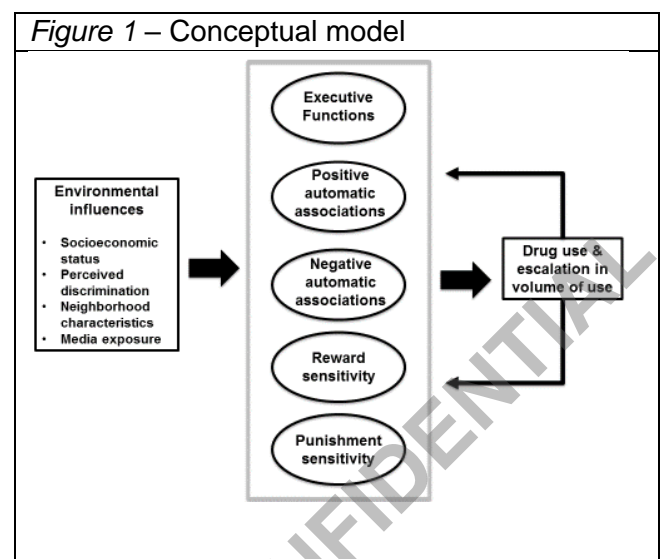 Figure 1 – Conceptual model
Environmental
influences
• Socioeconomic
status
• Perceived
discrimination
• Neighborhood
characteristics
• Media exposure
Executive
Functions
Positive
automatic
associations
Negative
automatic
associations
Reward
sensitivity
Punishment
sensitivity
Drug use &
escalation in
volume of use
FIDENTIAL